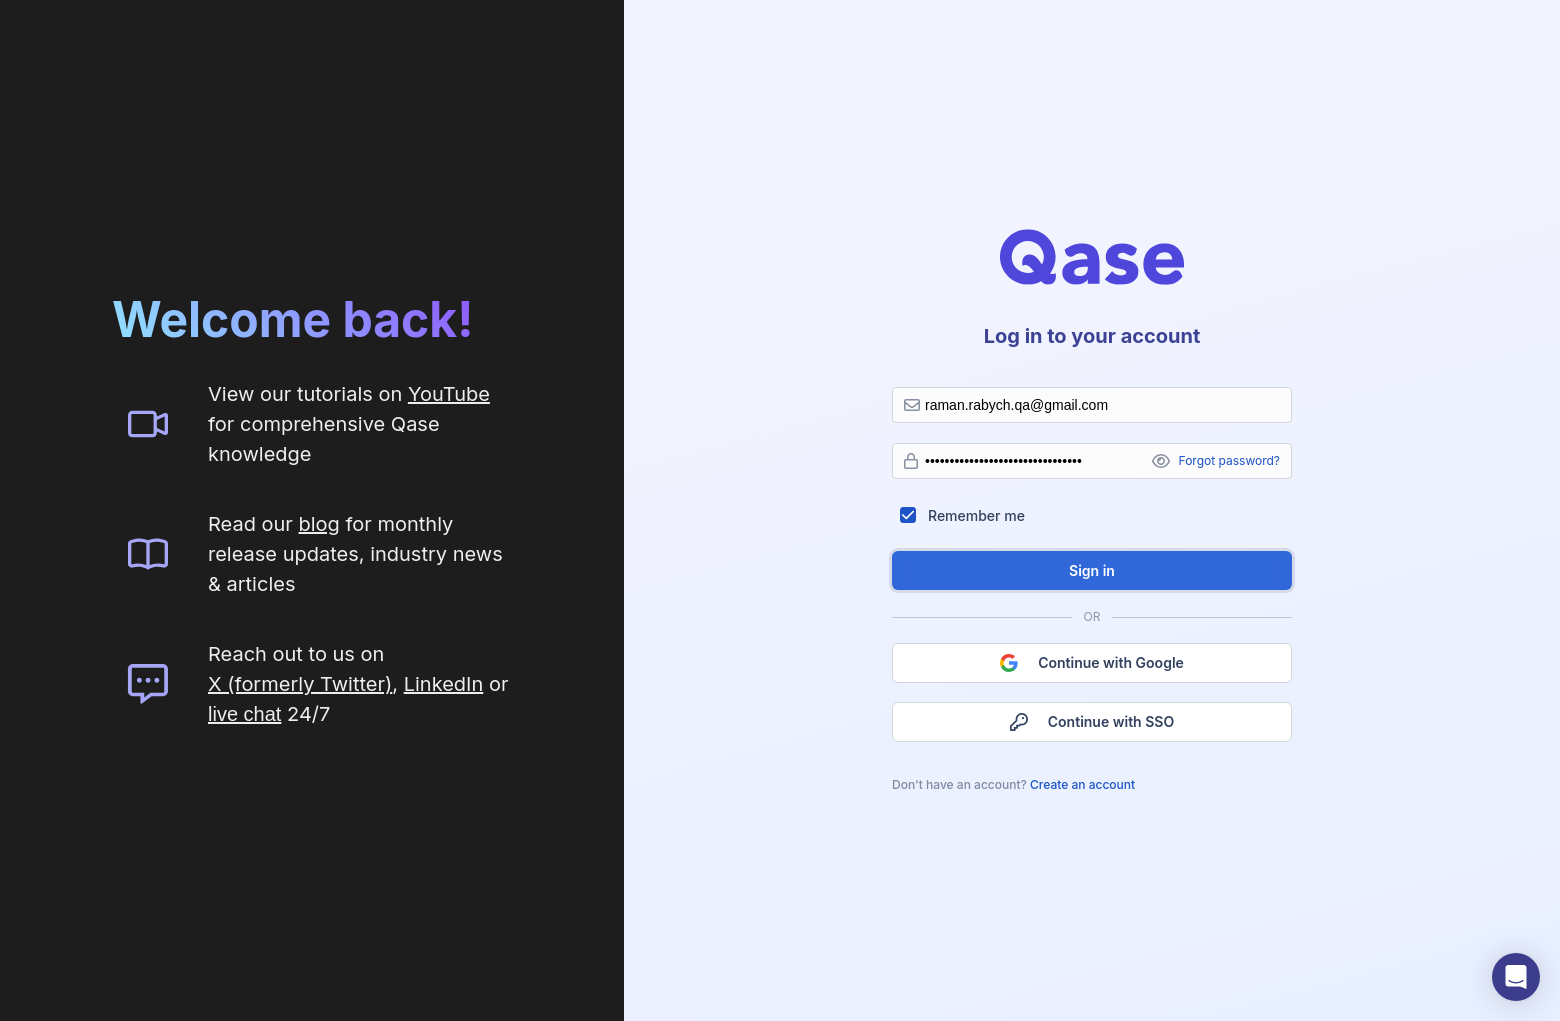 Welcome back!
View our tutorials on YouTube
for comprehensive Qase
knowledge
Read our blog for monthly
release updates, industry news
& articles
Reach out to us on
X (formerly Twitter), LinkedIn or
live chat 24/7
Qase
Log in to your account
raman.rabych.qa@gmail.com
••••••••••••••••••••••••••••••••
Forgot password?
Remember me
Sign in
OR
Continue with Google
Continue with SSO
Don't have an account? Create an account